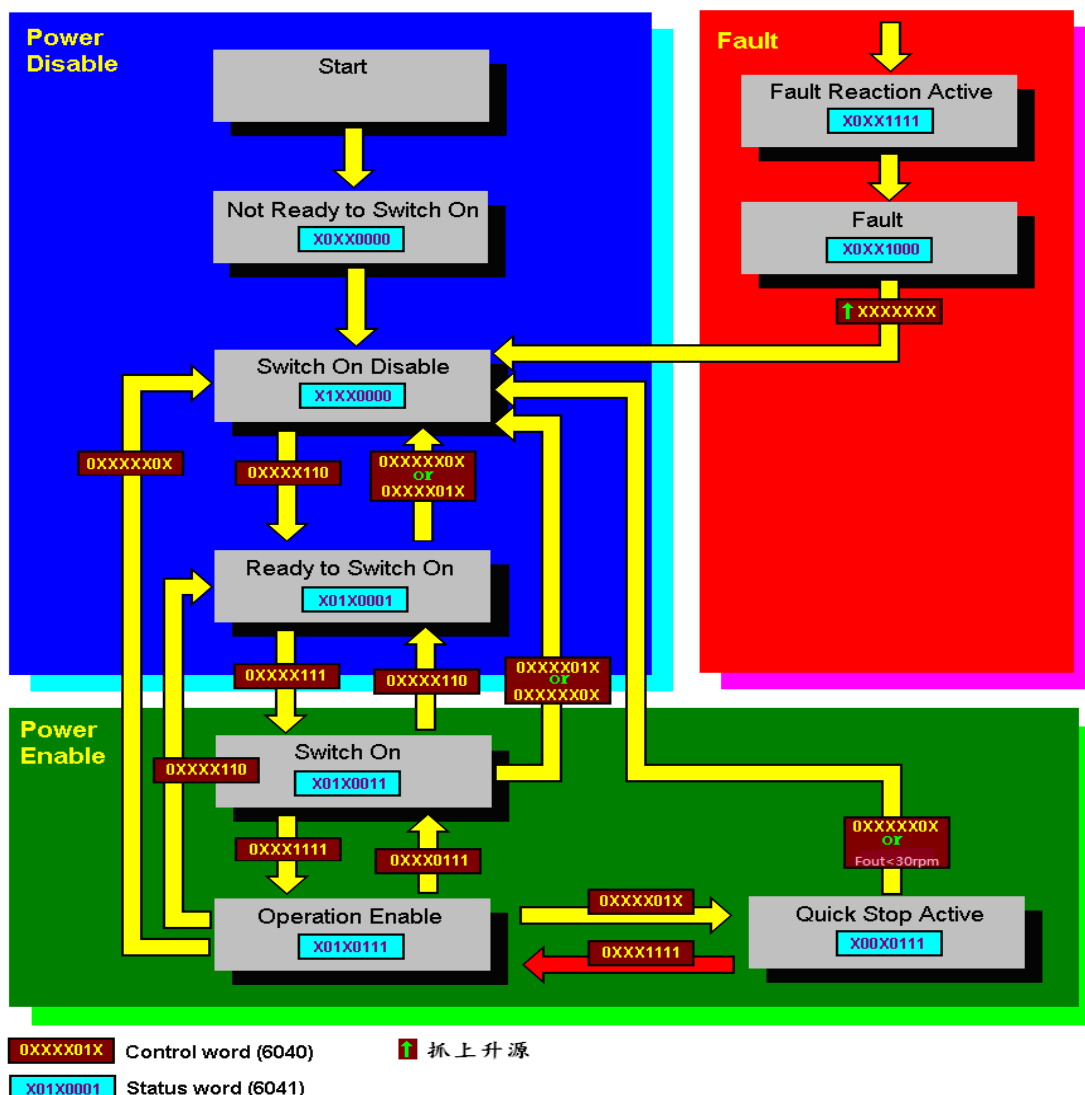 Power
Disable
Start
Not Ready to Switch On
X0XX0000
Switch On Disable
X1XX0000
0XXXXX0X
0XXXX110
0XXXXX0X
or
0XXXX01X
Ready to Switch On
X01X0001
0XXXX111
0XXXX110
0XXXX01X
or
0XXXXX0X
Fault
Fault Reaction Active
X0XX1111
Fault
X0XX1000
↑ XXXXXXX
Power
Enable
Switch On
X01X0011
0XXXX110
0XXX1111
0XXX0111
Operation Enable
X01X0111
0XXXX01X
0XXX1111
0XXXXX0X
or
Fout<30rpm
Quick Stop Active
X00X0111
0XXXX01X Control word (6040)
↑ 抓上升源
X01X0001 Status word (6041)